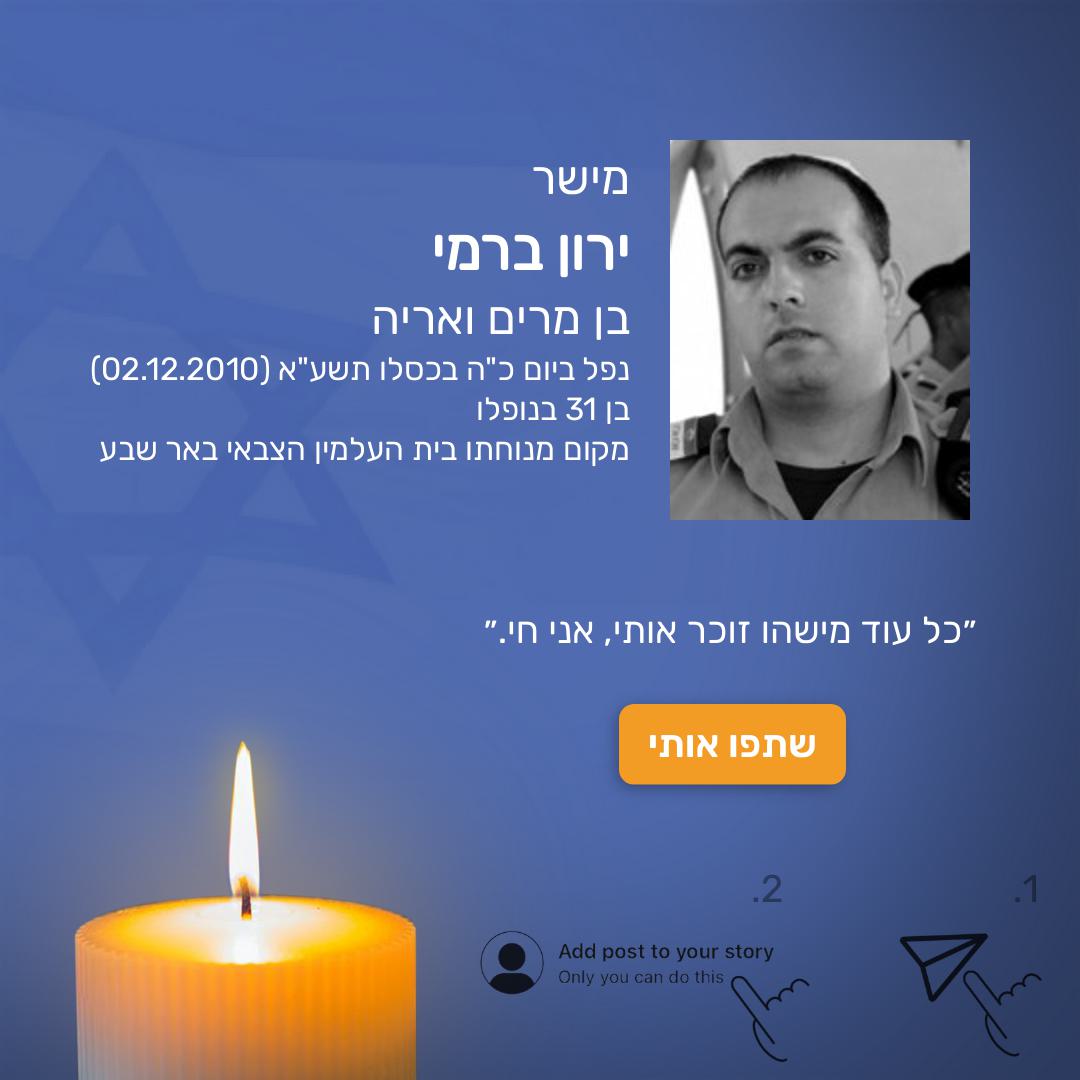 מישר
ירון ברמי
בן מרים ואריה
נפל ביום כ"ה בכסלו תשע"א (02.12.2010)
בן 31 בנופלו
מקום מנוחתו בית העלמין הצבאי באר שבע
״כל עוד מישהו זוכר אותי, אני חי.״
שתפו אותי
1.
2.
Add post to your story
Only you can do this